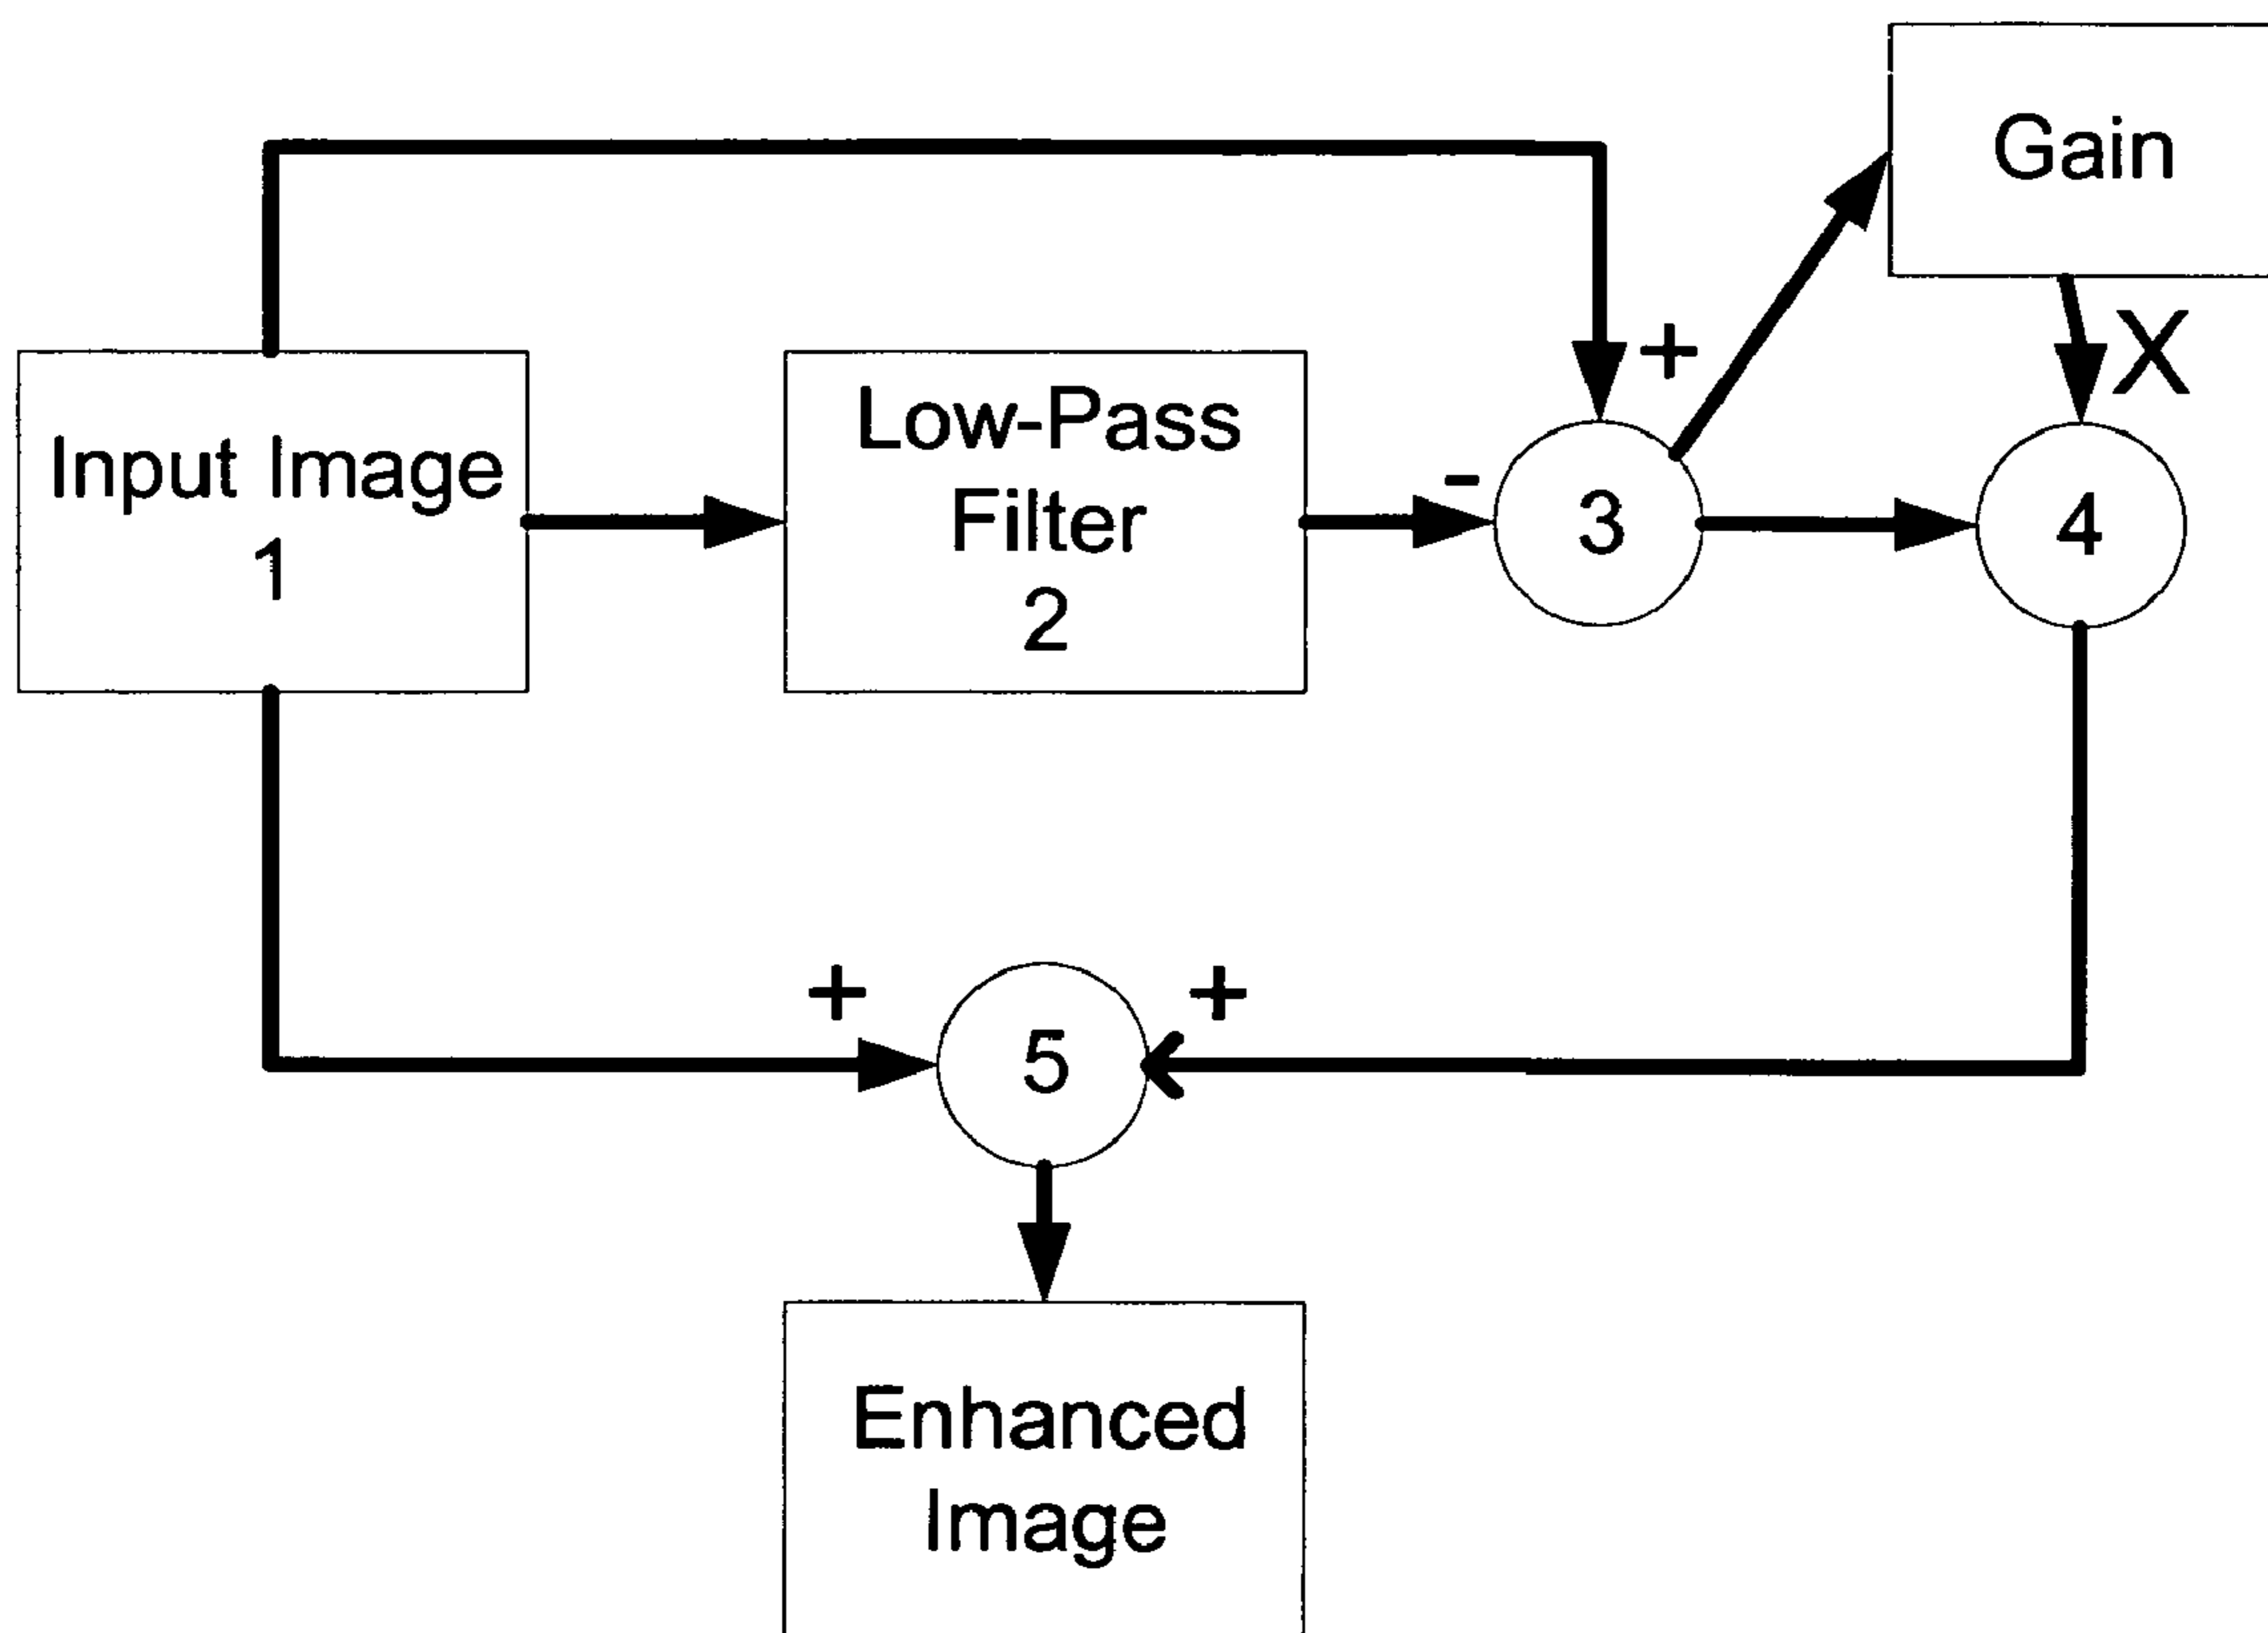 Gain
+
X
Input Image
1
Low-Pass
Filter
2
-
3
4
+
+
5
Enhanced
Image